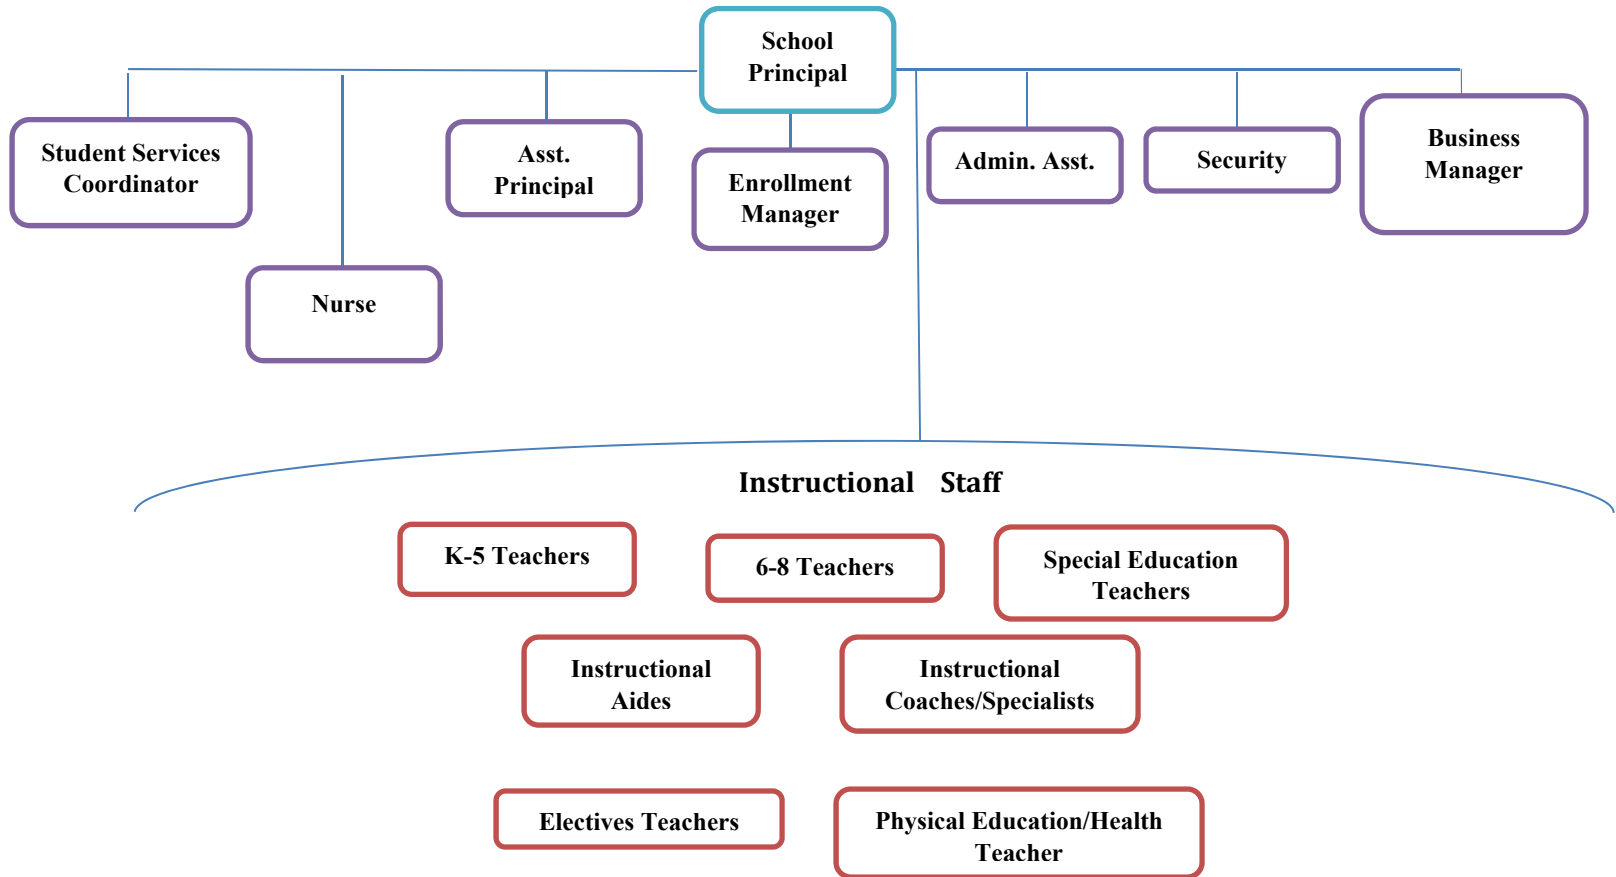 School
Principal
Student Services
Coordinator
Asst.
Principal
Enrollment
Manager
Admin. Asst.
Security
Business
Manager
Nurse
Instructional Staff
K-5 Teachers
6-8 Teachers
Special Education
Teachers
Instructional
Aides
Instructional
Coaches/Specialists
Electives Teachers
Physical Education/Health
Teacher